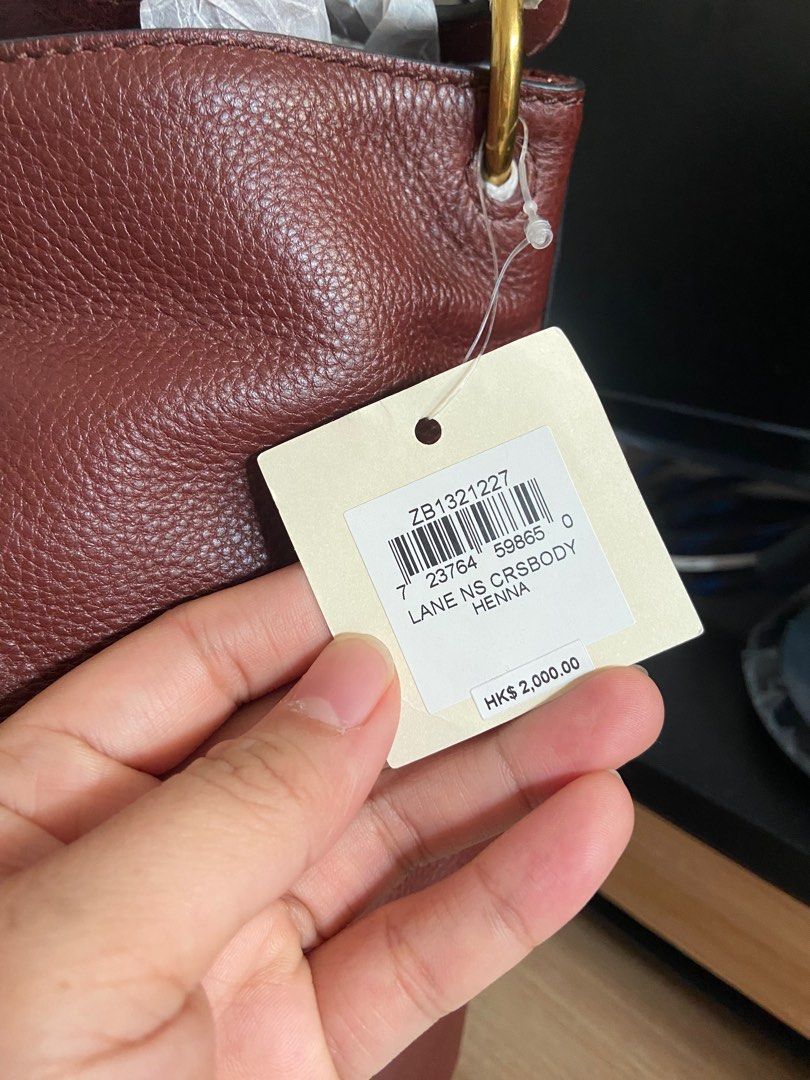 ZB1321227
7 23764 59865 0
LANE NS CRSBODY
HENNA
HK$ 2,000.00